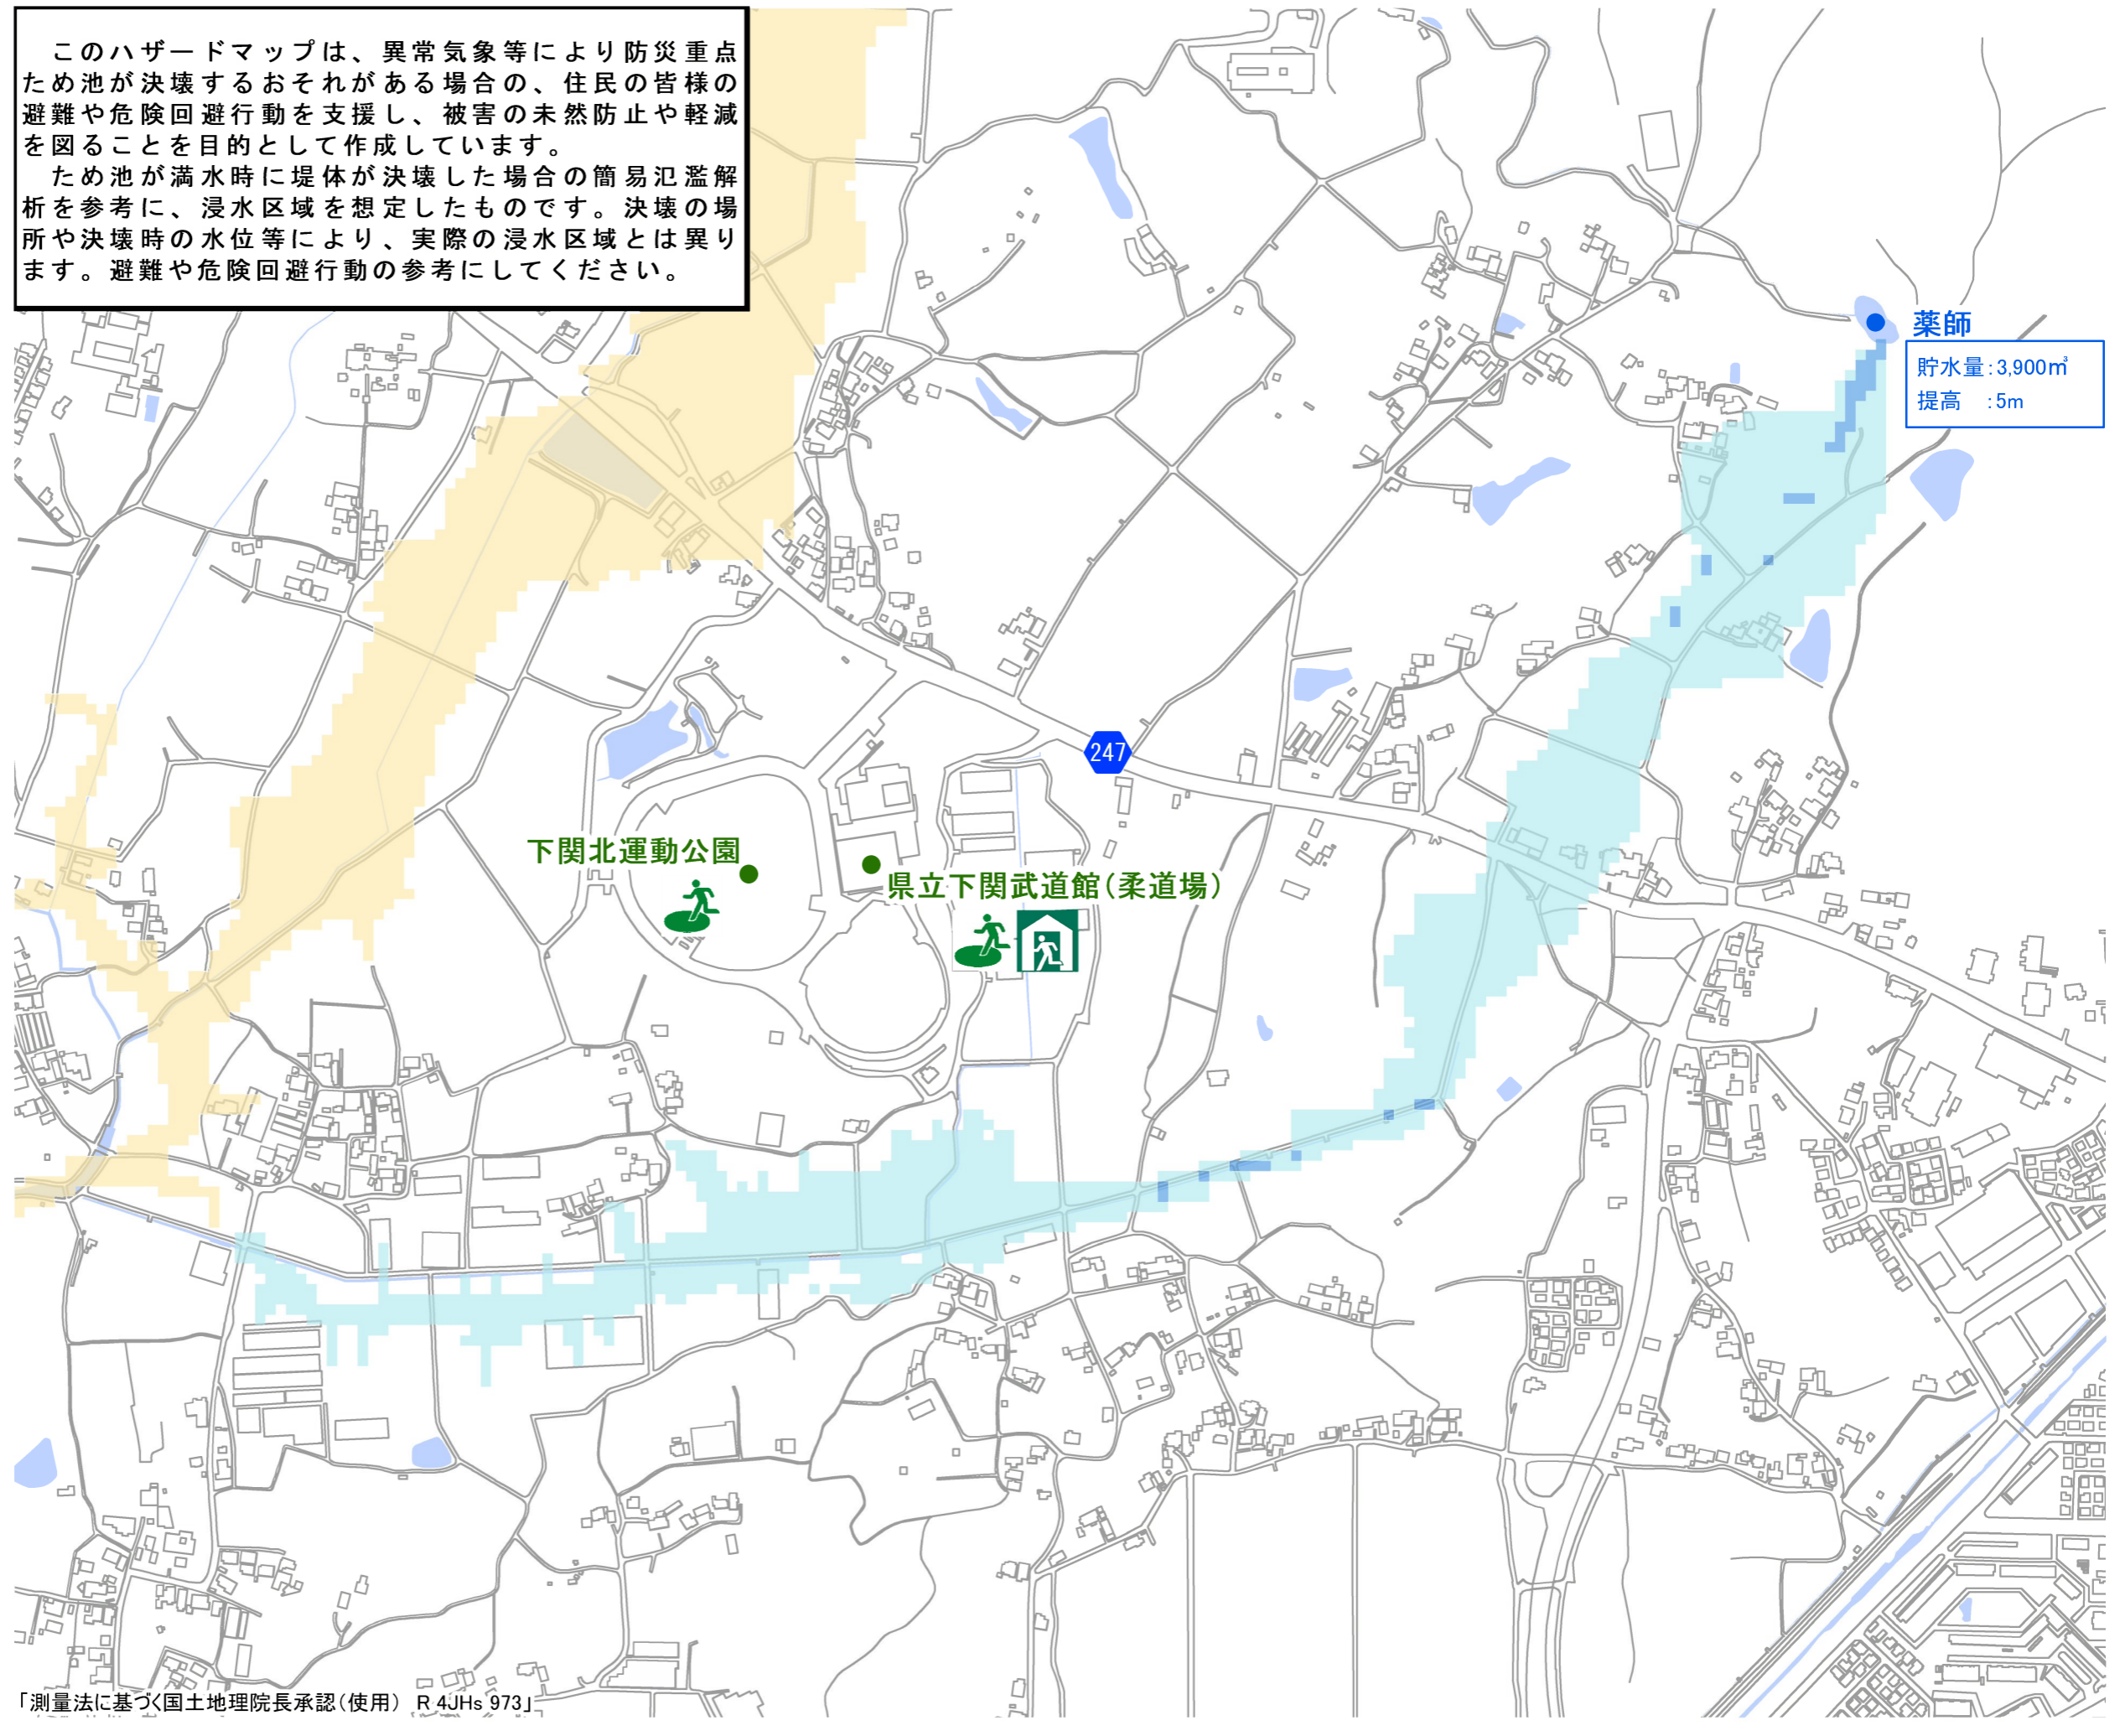 このハザードマップは、異常気象等により防災重点
ため池が決壊するおそれがある場合の、住民の皆様の
避難や危険回避行動を支援し、被害の未然防止や軽減
を図ることを目的として作成しています。
ため池が満水時に堤体が決壊した場合の簡易氾濫解
析を参考に、浸水区域を想定したものです。決壊の場
所や決壊時の水位等により、実際の浸水区域とは異り
ます。避難や危険回避行動の参考にしてください。
薬師
貯水量:3,900㎥
提高 :5m
247
下関北運動公園
県立下関武道館(柔道場)
「測量法に基づく国土地理院長承認(使用) R 4JHs 973」